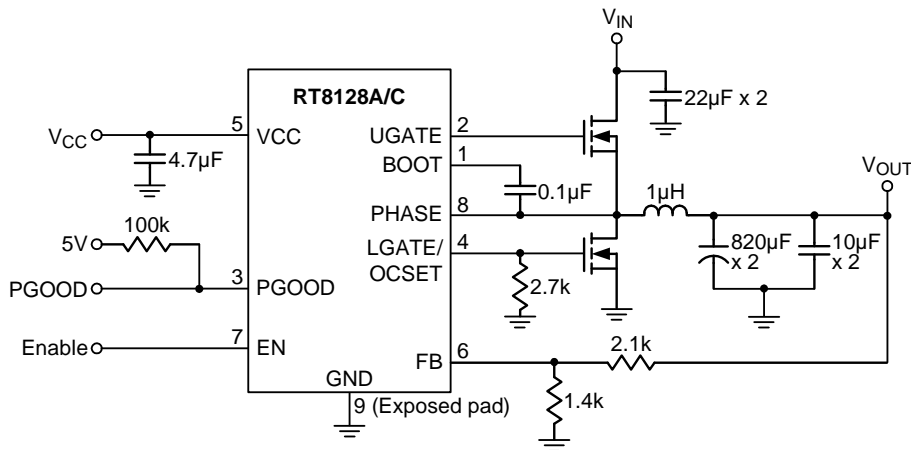 V_IN
RT8128A/C
22µF x 2
V_CC
5
VCC
UGATE
2
4.7µF
BOOT
1
0.1µF
V_OUT
1µH
100k
PHASE
8
5V
LGATE/
OCSET
4
820µF
x 2
10µF
x 2
PGOOD
3
PGOOD
2.7k
Enable
7
EN
FB
6
2.1k
GND
1.4k
9 (Exposed pad)